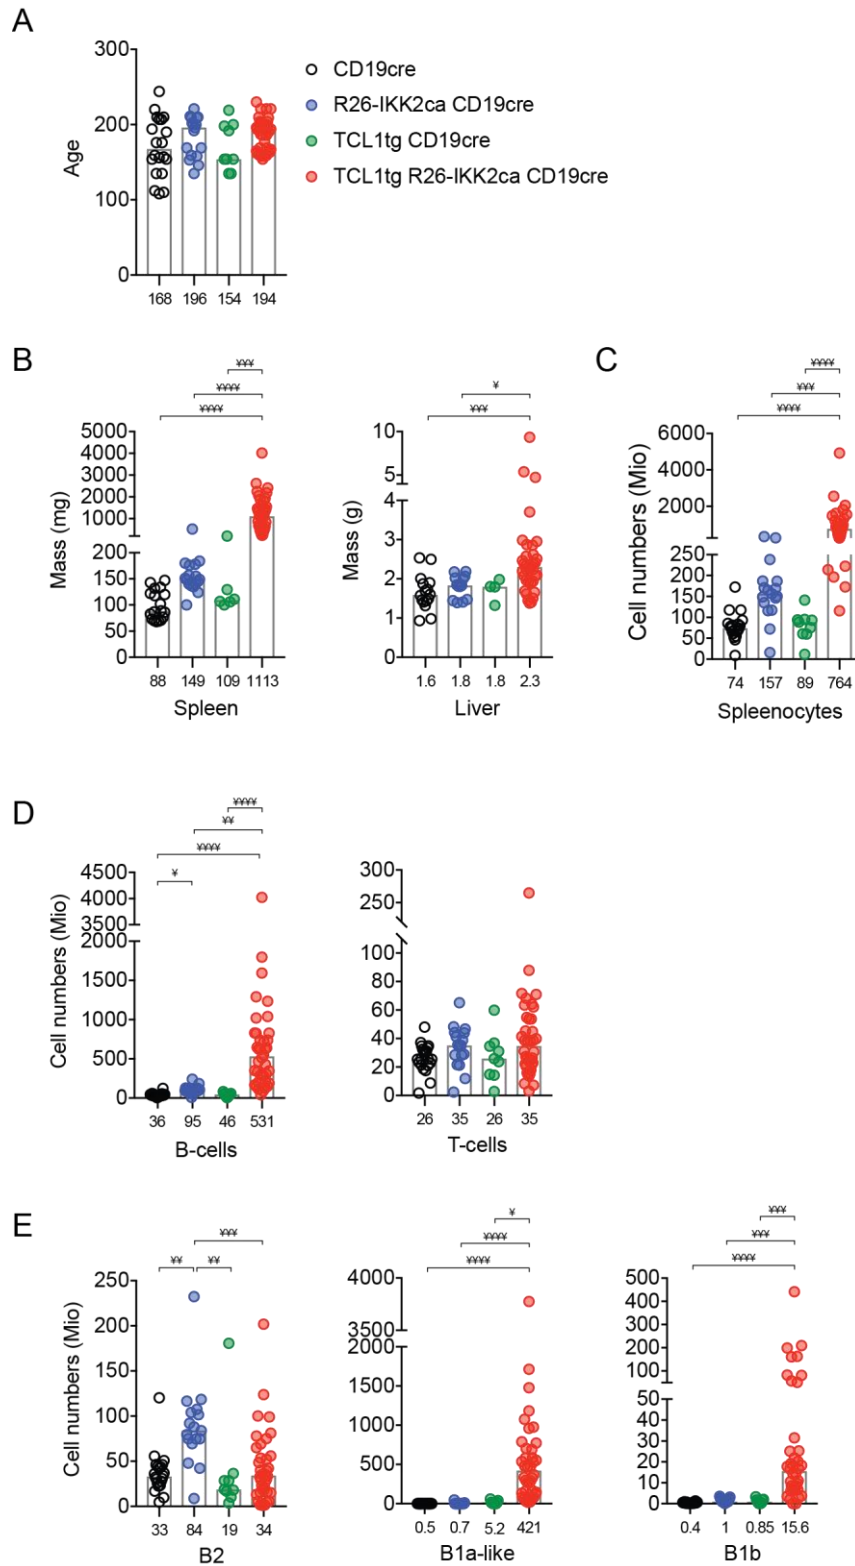 A
300
200
100
0
Age
168 196 154 194
CD19cre
R26-IKK2ca CD19cre
TCL1tg CD19cre
TCL1tg R26-IKK2ca CD19cre
B
¥¥¥
¥¥¥¥
¥¥¥¥
5000
4000
3000
2000
1000
200
150
100
50
0
Mass (mg)
88 149 109 1113
Spleen
¥
¥¥¥
10
5
4
2
1
0
Mass (g)
1.6 1.8 1.8 2.3
Liver
C
¥¥¥¥
¥¥¥
¥¥¥¥
6000
4000
2000
250
200
150
100
50
0
Cell numbers (Mio)
74 157 89 764
Spleenocytes
D
¥¥¥¥
¥¥
¥¥¥¥
¥
4500
4000
3500
2000
1500
1000
500
0
Cell numbers (Mio)
36 95 46 531
B-cells
300
250
100
80
60
40
20
0
26 35 26 35
T-cells
E
¥¥¥
¥¥ ¥¥
250
200
150
100
50
0
Cell numbers (Mio)
33 84 19 34
B2
¥
¥¥¥¥
¥¥¥¥
4000
3500
2000
1500
1000
500
0
0.5 0.7 5.2 421
B1a-like
¥¥¥
¥¥¥
¥¥¥¥
500
400
300
200
100
50
40
30
20
10
0
0.4 1 0.85 15.6
B1b